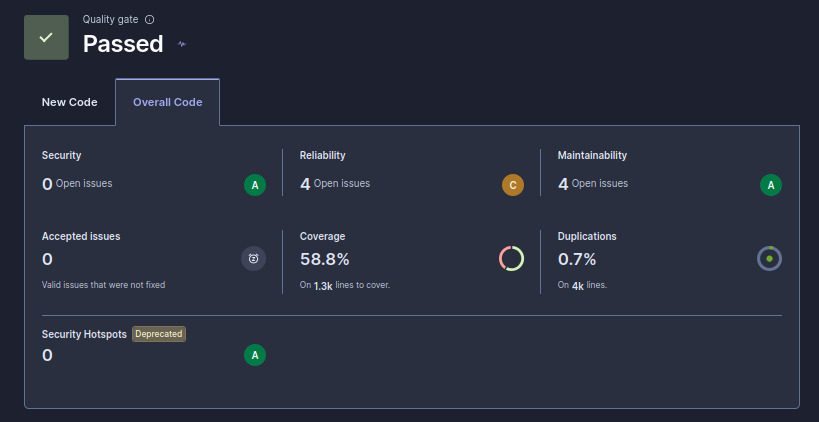 Quality gate
Passed
New Code
Overall Code
Security
0 Open issues
A
Reliability
4 Open issues
C
Maintainability
4 Open issues
A
Accepted issues
0
Valid issues that were not fixed
Coverage
58.8%
On 1.3k lines to cover.
Duplications
0.7%
On 4k lines.
Security Hotspots Deprecated
0
A